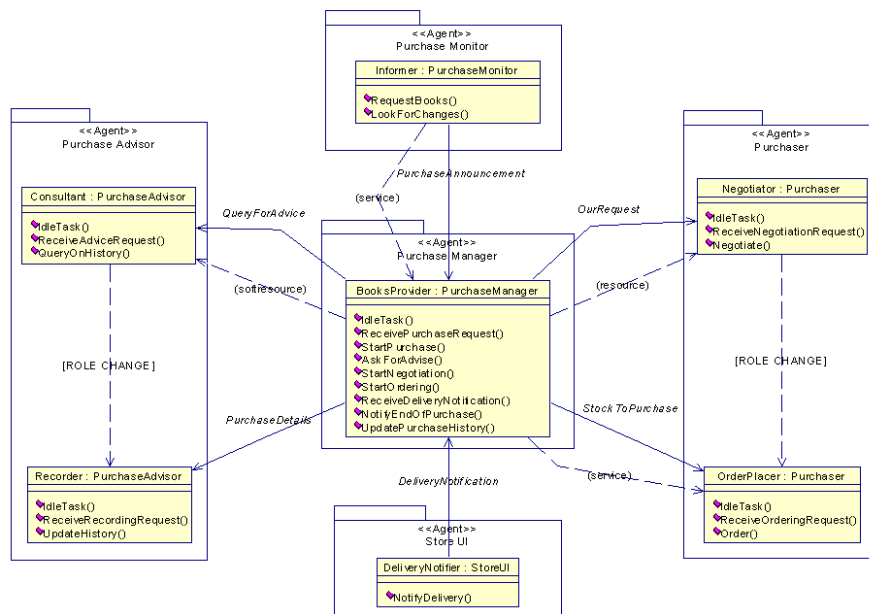 <<Agent>>
Purchase Monitor
Informer : PurchaseMonitor
RequestBooks()
LookForChanges()
<<Agent>>
Purchase Advisor
Consultant : PurchaseAdvisor
IdleTask()
ReceiveAdviceRequest()
QueryOnHistory()
[ROLE CHANGE]
Recorder : PurchaseAdvisor
IdleTask()
ReceiveRecordingRequest()
UpdateHistory()
PurchaseAnnouncement
(service)
QueryForAdvice
(softresource)
PurchaseDetails
<<Agent>>
Purchase Manager
BooksProvider : PurchaseManager
IdleTask()
ReceivePurchaseRequest()
StartPurchase()
AskForAdvise()
StartNegotiation()
StartOrdering()
ReceiveDeliveryNotification()
NotifyEndOfPurchase()
UpdatePurchaseHistory()
OurRequest
(resource)
StockToPurchase
(service)
DeliveryNotification
<<Agent>>
Purchaser
Negotiator : Purchaser
IdleTask()
ReceiveNegotiationRequest()
Negotiate()
[ROLE CHANGE]
OrderPlacer : Purchaser
IdleTask()
ReceiveOrderingRequest()
Order()
<<Agent>>
Store UI
DeliveryNotifier : StoreUI
NotifyDelivery()